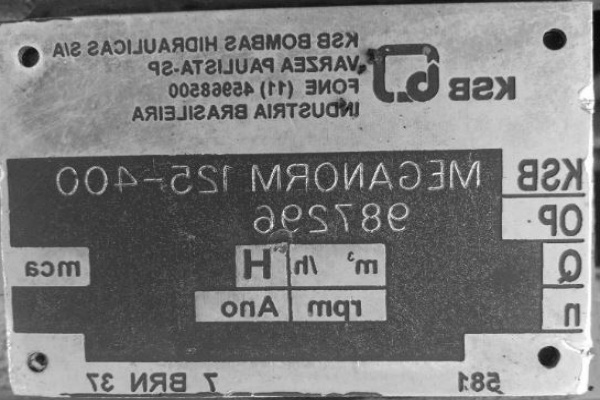 KSB
KSB BOMBAS HIDRAULICAS S/A
VARZEA PAULISTA-SP
FONE (11) 45968500
INDUSTRIA BRASILEIRA
KSB MEGANORM 125-400
OP 987296
Q m³/h H mca
n rpm Ano
581 7 BRN 37